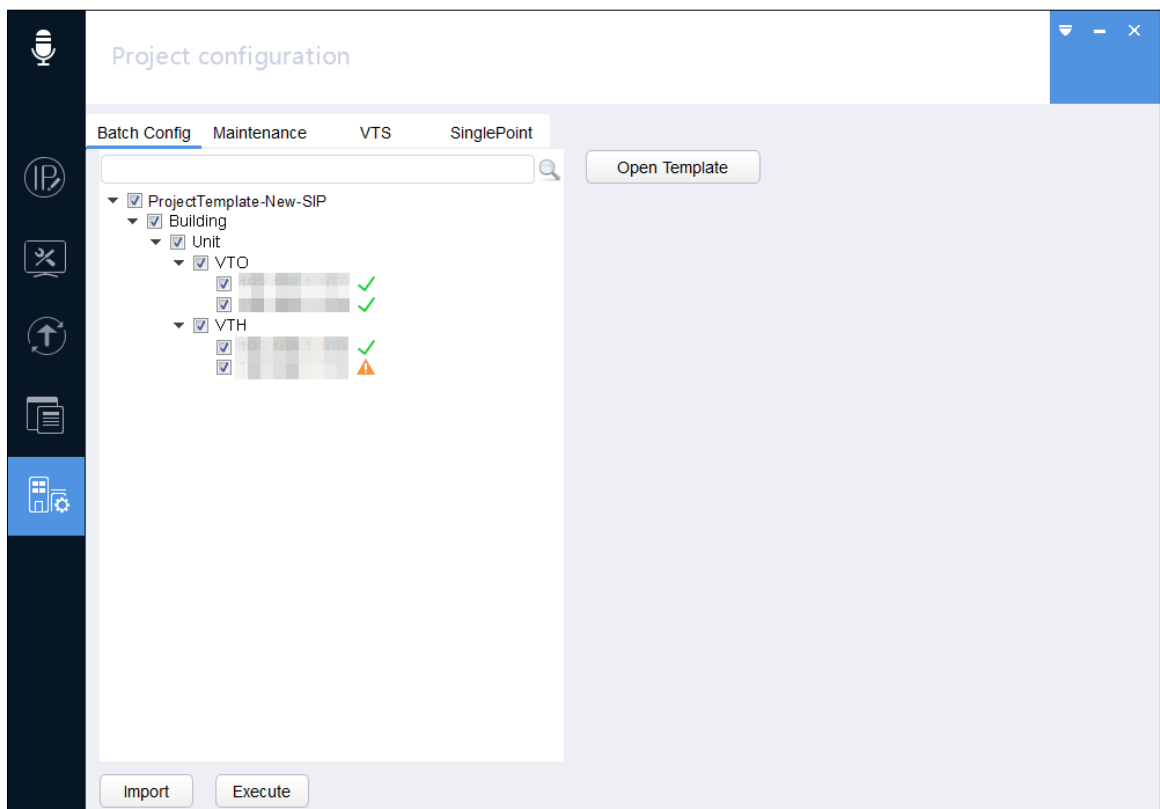 Project configuration
Batch Config Maintenance VTS SinglePoint
Open Template
ProjectTemplate-New-SIP
Building
Unit
VTO
VTH
Import Execute